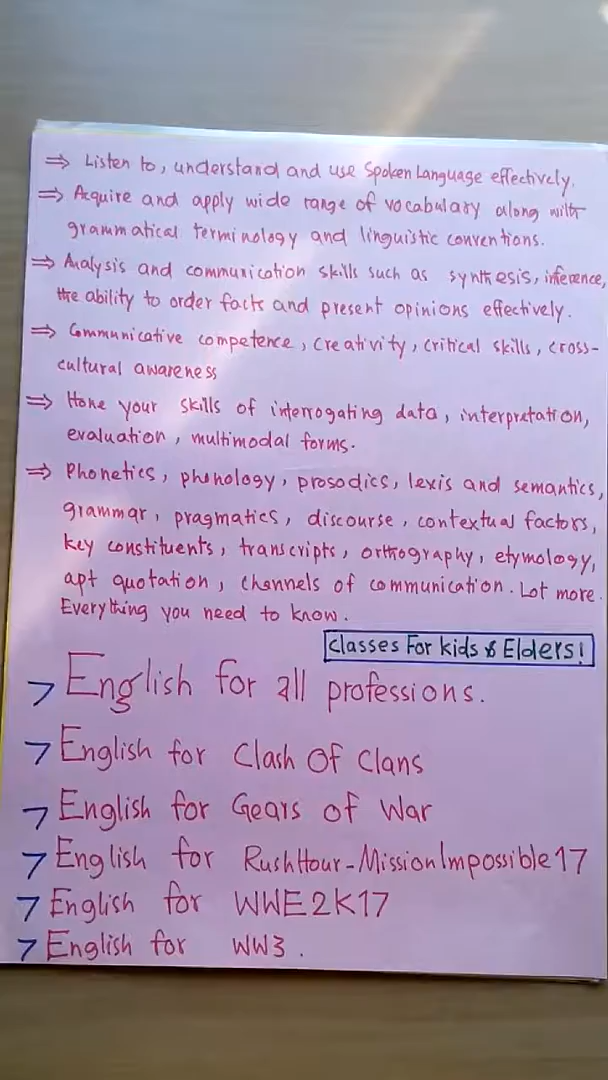 ⇒ Listen to, understand and use Spoken Language effectively.
⇒ Acquire and apply wide range of vocabulary along with
grammatical terminology and linguistic conventions.
⇒ Analysis and communication skills such as synthesis, inference,
the ability to order facts and present opinions effectively.
⇒ Communicative competence, creativity, critical skills, cross-
cultural awareness
⇒ Hone your skills of interrogating data, interpretation,
evaluation, multimodal forms.
⇒ Phonetics, phonology, prosodics, lexis and semantics,
grammar, pragmatics, discourse, contextual factors,
key constituents, transcripts, orthography, etymology,
apt quotation, channels of communication. Lot more.
Everything you need to know.
Classes For kids & Elders!
7 English for all professions.
7 English for Clash Of Clans
7 English for Gears of War
7 English for RushHour-MissionImpossible17
7 English for WWE2K17
7 English for WW3.